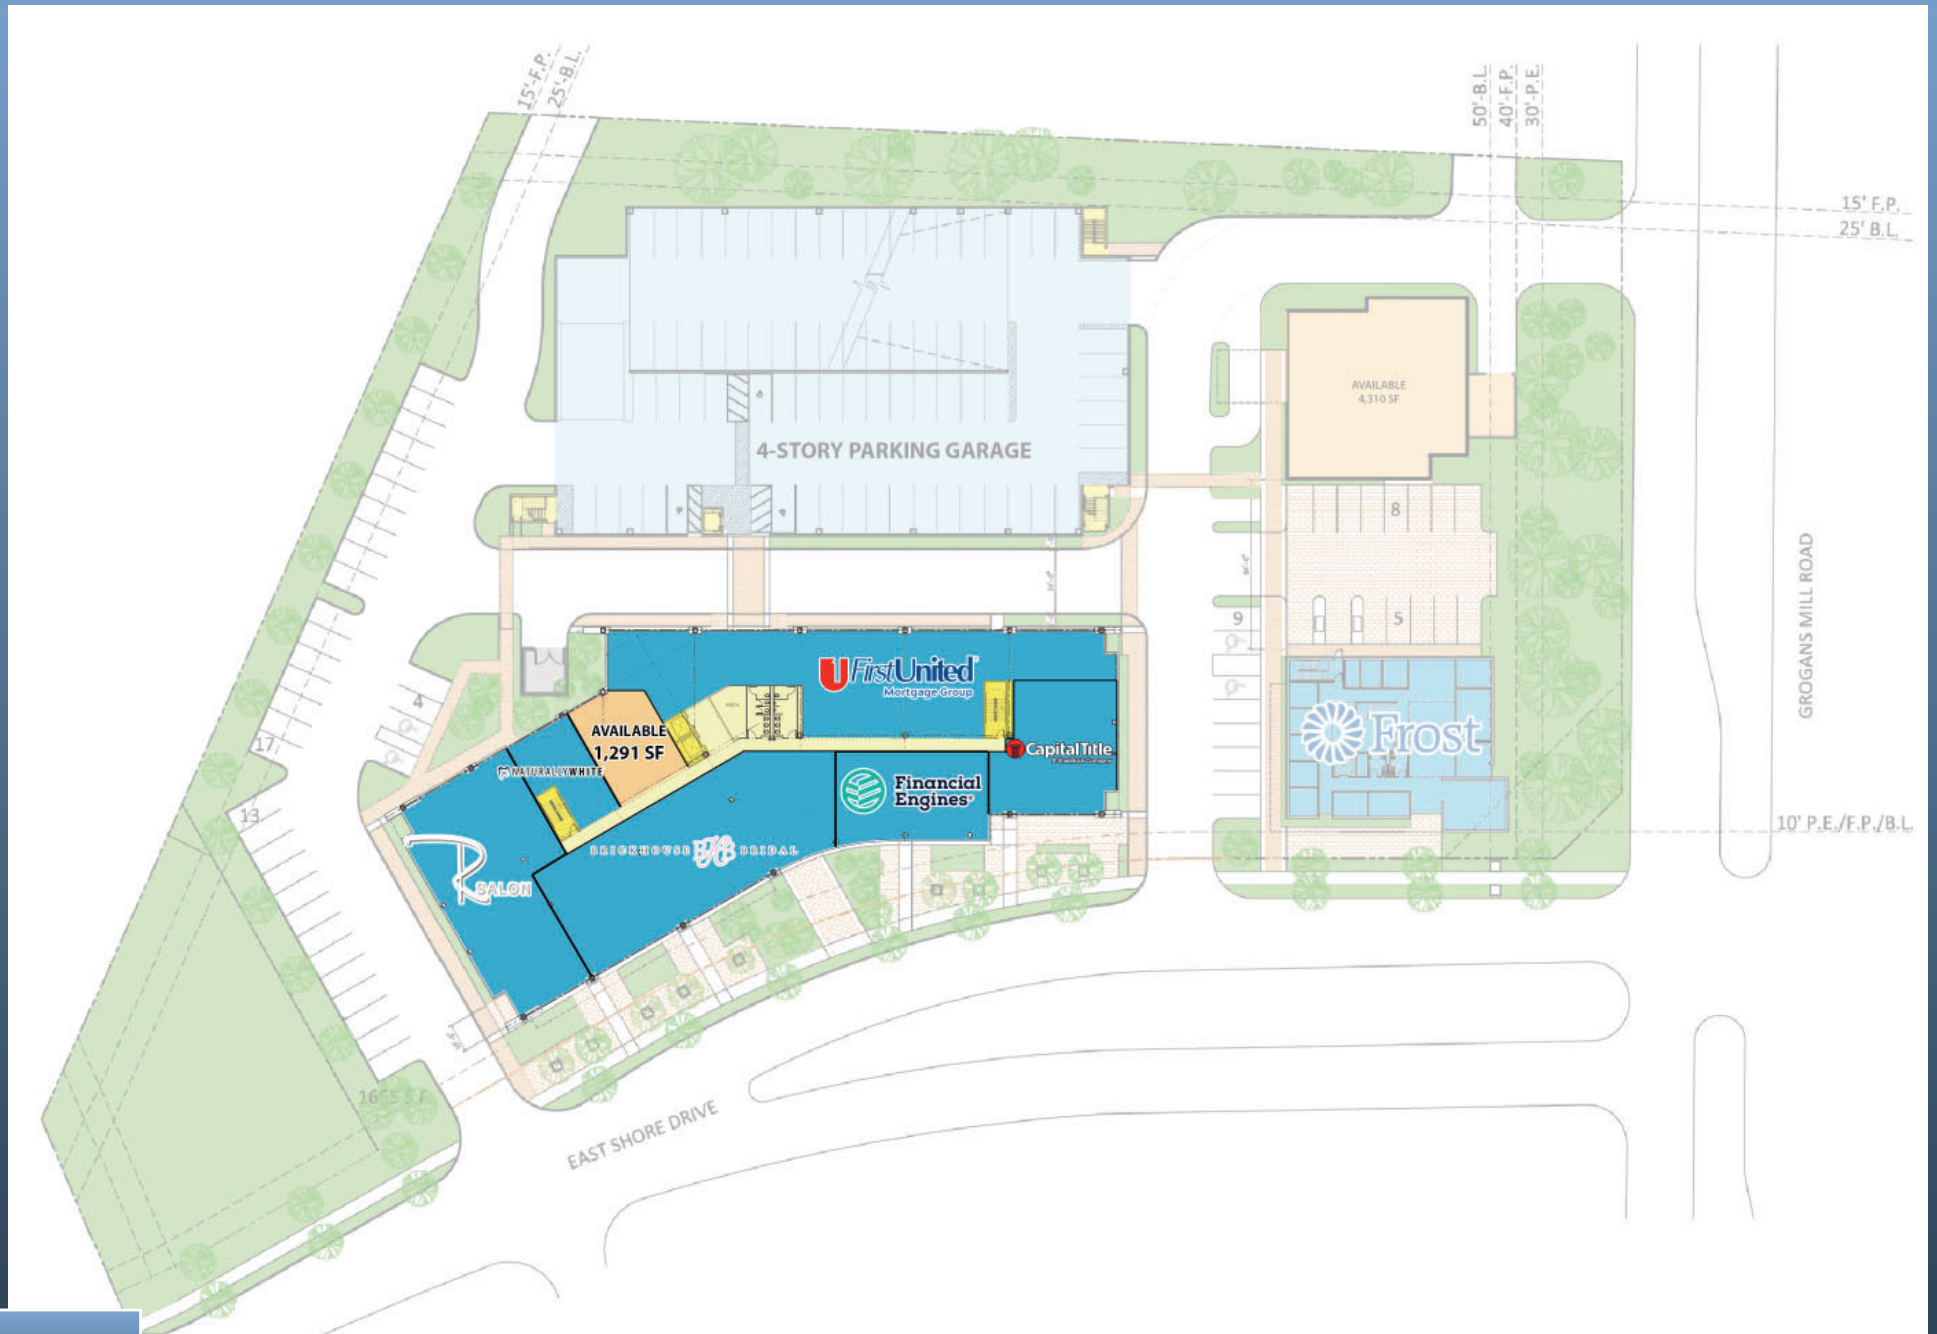 15'-F.P.
25'-B.L.
50'-B.L.
40'-F.P.
30'-P.E.
15' F.P.
25' B.L.
AVAILABLE
4,310 SF
4-STORY PARKING GARAGE
8
GROGANS MILL ROAD
9
5
FirstUnited
Mortgage Group
4
AVAILABLE
1,291 SF
Frost
17
CapitalTitle
NATURALLYWHITE
Financial
Engines
13
10' P.E./F.P./B.L.
BRICKHOUSE BHB BRIDAL
R
SALON
EAST SHORE DRIVE